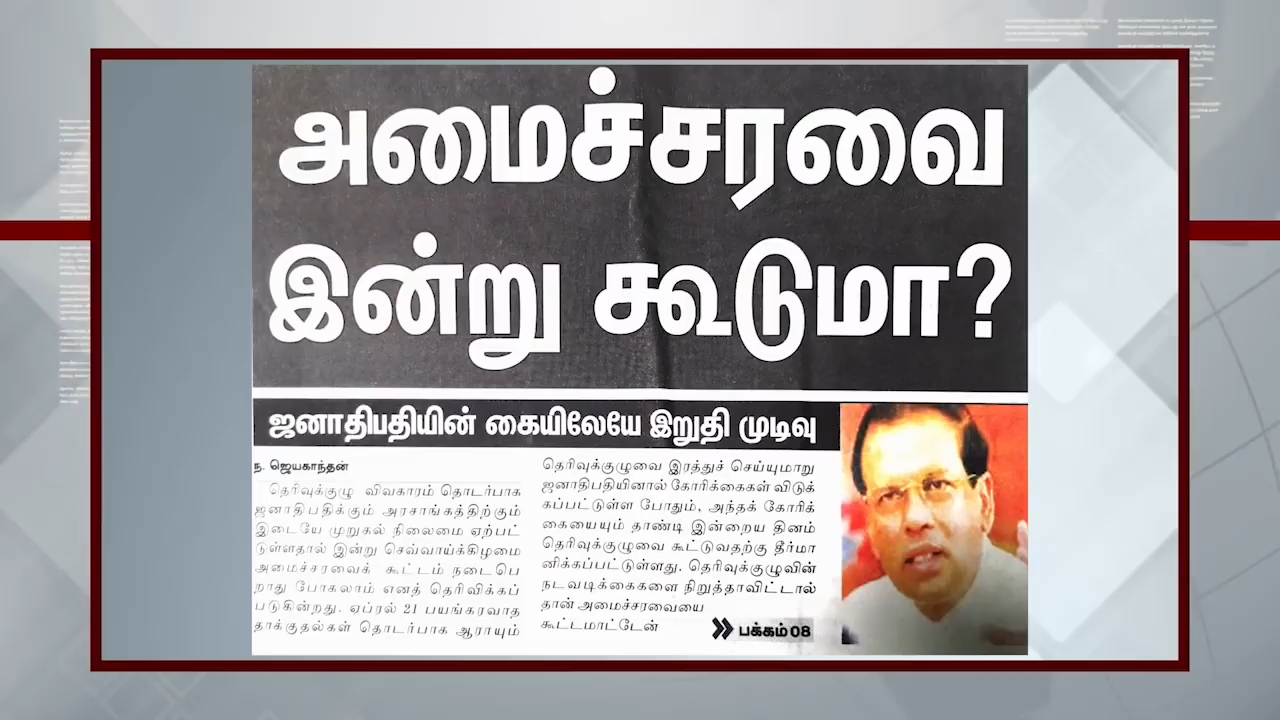 அமைச்சரவை
இன்று கூடுமா?
ஜனாதிபதியின் கையிலேயே இறுதி முடிவு
ந. ஜெயகாந்தன்
தெரிவுக்குழு விவகாரம் தொடர்பாக
ஜனாதிபதிக்கும் அரசாங்கத்திற்கும்
இடையே முறுகல் நிலைமை ஏற்பட்
டுள்ளதால் இன்று செவ்வாய்க்கிழமை
அமைச்சரவைக் கூட்டம் நடைபெ
றாது போகலாம் எனத் தெரிவிக்கப்
படுகின்றது. ஏப்ரல் 21 பயங்கரவாத
தாக்குதல்கள் தொடர்பாக ஆராயும்
தெரிவுக்குழுவை இரத்துச் செய்யுமாறு
ஜனாதிபதியினால் கோரிக்கைகள் விடுக்
கப்பட்டுள்ள போதும், அந்தக் கோரிக்
கையையும் தாண்டி இன்றைய தினம்
தெரிவுக்குழுவை கூட்டுவதற்கு தீர்மா
னிக்கப்பட்டுள்ளது. தெரிவுக்குழுவின்
நடவடிக்கைகளை நிறுத்தாவிட்டால்
தான் அமைச்சரவையை
கூட்டமாட்டேன்
பக்கம் 08